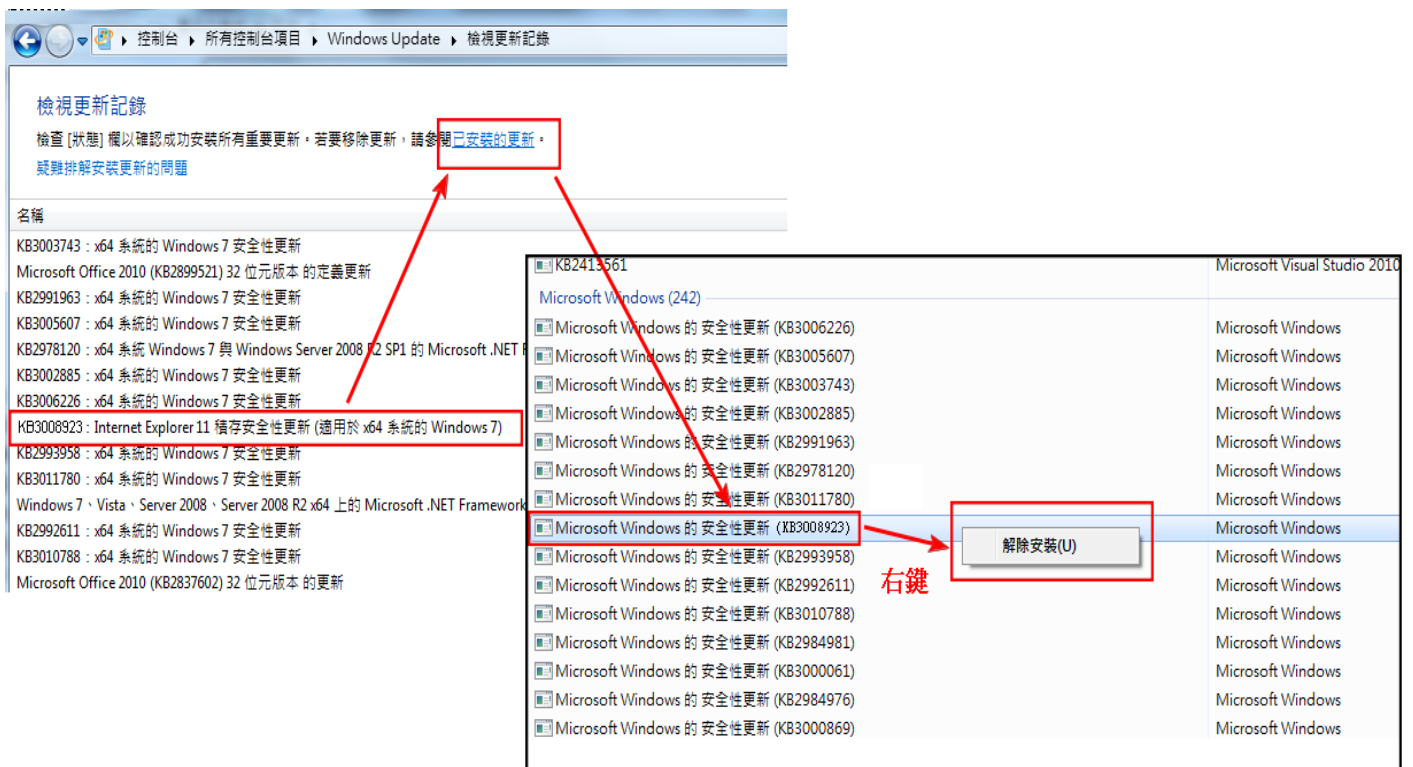 控制台 ▸ 所有控制台項目 ▸ Windows Update ▸ 檢視更新記錄
檢視更新記錄
檢查 [狀態] 欄以確認成功安裝所有重要更新。若要移除更新，請參閱已安裝的更新。
疑難排解安裝更新的問題
名稱
KB3003743：x64 系統的 Windows 7 安全性更新
Microsoft Office 2010 (KB2899521) 32 位元版本 的定義更新
KB2991963：x64 系統的 Windows 7 安全性更新
KB3005607：x64 系統的 Windows 7 安全性更新
KB2978120：x64 系統 Windows 7 與 Windows Server 2008 R2 SP1 的 Microsoft .NET F
KB3002885：x64 系統的 Windows 7 安全性更新
KB3006226：x64 系統的 Windows 7 安全性更新
KB3008923：Internet Explorer 11 積存安全性更新 (適用於 x64 系統的 Windows 7)
KB2993958：x64 系統的 Windows 7 安全性更新
KB3011780：x64 系統的 Windows 7 安全性更新
Windows 7、Vista、Server 2008、Server 2008 R2 x64 上的 Microsoft .NET Framework
KB2992611：x64 系統的 Windows 7 安全性更新
KB3010788：x64 系統的 Windows 7 安全性更新
Microsoft Office 2010 (KB2837602) 32 位元版本 的更新
KB2413561 Microsoft Visual Studio 2010
Microsoft Windows (242)
Microsoft Windows 的 安全性更新 (KB3006226) Microsoft Windows
Microsoft Windows 的 安全性更新 (KB3005607) Microsoft Windows
Microsoft Windows 的 安全性更新 (KB3003743) Microsoft Windows
Microsoft Windows 的 安全性更新 (KB3002885) Microsoft Windows
Microsoft Windows 的 安全性更新 (KB2991963) Microsoft Windows
Microsoft Windows 的 安全性更新 (KB2978120) Microsoft Windows
Microsoft Windows 的 安全性更新 (KB3011780) Microsoft Windows
Microsoft Windows 的 安全性更新 (KB3008923) Microsoft Windows
解除安裝(U)
Microsoft Windows 的 安全性更新 (KB2993958) Microsoft Windows
右鍵
Microsoft Windows 的 安全性更新 (KB2992611) Microsoft Windows
Microsoft Windows 的 安全性更新 (KB3010788) Microsoft Windows
Microsoft Windows 的 安全性更新 (KB2984981) Microsoft Windows
Microsoft Windows 的 安全性更新 (KB3000061) Microsoft Windows
Microsoft Windows 的 安全性更新 (KB2984976) Microsoft Windows
Microsoft Windows 的 安全性更新 (KB3000869) Microsoft Windows